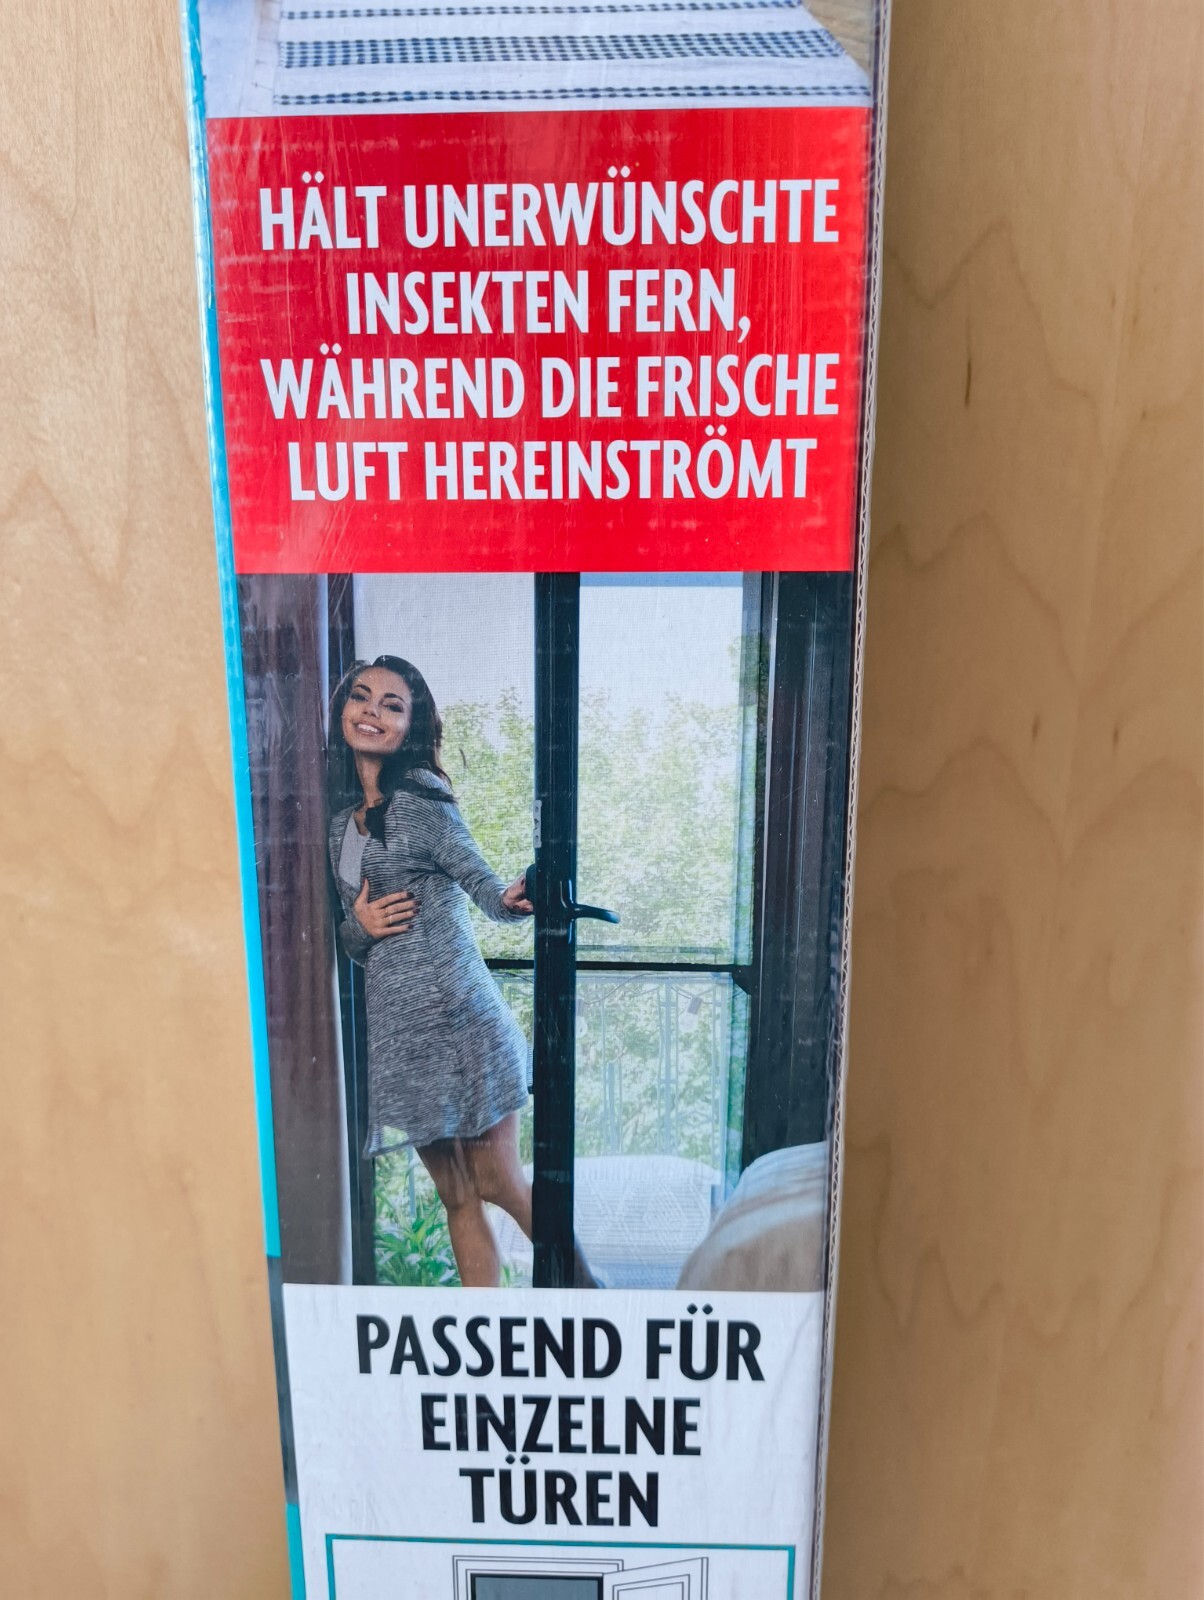 HÄLT UNERWÜNSCHTE
INSEKTEN FERN,
WÄHREND DIE FRISCHE
LUFT HEREINSTRÖMT
PASSEND FÜR
EINZELNE
TÜREN